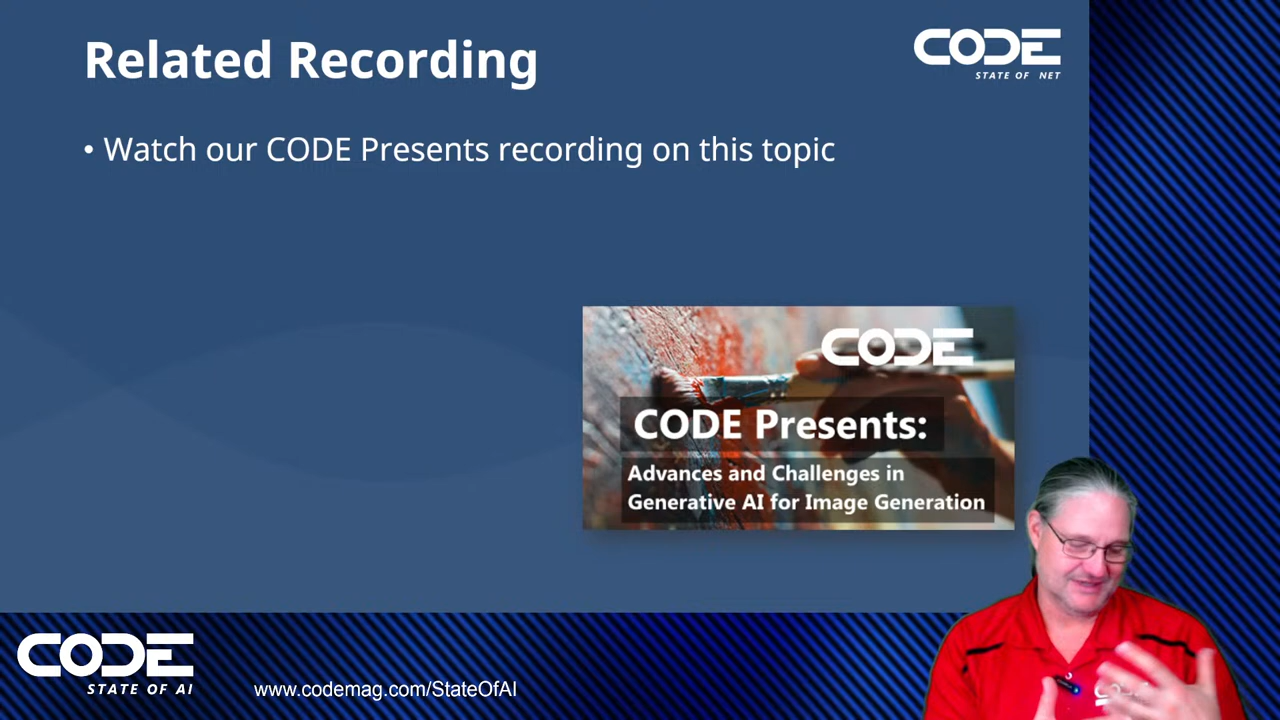 Related Recording
CODE
STATE OF NET
• Watch our CODE Presents recording on this topic
CODE
CODE Presents:
Advances and Challenges in
Generative AI for Image Generation
CODE
STATE OF AI
www.codemag.com/StateOfAI